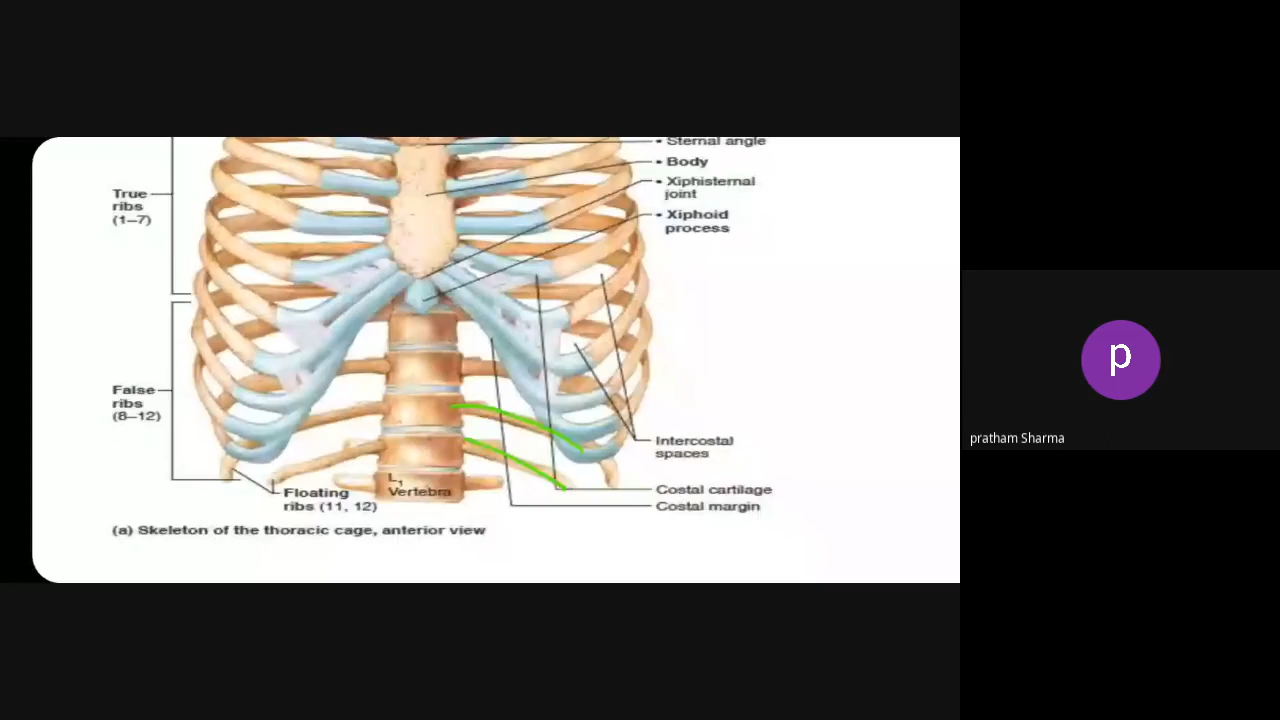 Sternal angle
• Body
• Xiphisternal
joint
• Xiphoid
process
True
ribs
(1–7)
False
ribs
(8–12)
Intercostal
spaces
Costal cartilage
Costal margin
L1
Vertebra
Floating
ribs (11, 12)
(a) Skeleton of the thoracic cage, anterior view
p
pratham Sharma